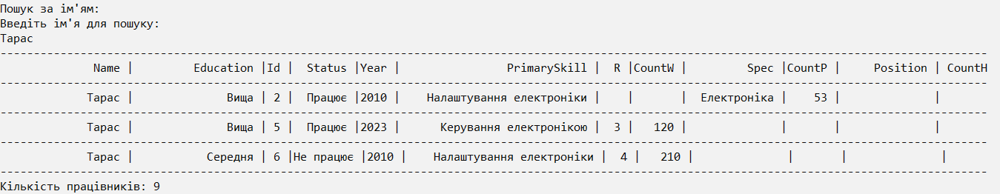 Пошук за ім'ям:
Введіть ім'я для пошуку:
Тарас
------------------------------------------------------------------------------------------------------------------------------------------------------
Name | Education |Id | Status |Year | PrimarySkill | R |CountW | Spec |CountP | Position | CountH
------------------------------------------------------------------------------------------------------------------------------------------------------
Тарас | Вища | 2 | Працює |2010 | Налаштування електроніки | | | Електроніка | 53 | |
------------------------------------------------------------------------------------------------------------------------------------------------------
Тарас | Вища | 5 | Працює |2023 | Керування електронікою | 3 | 120 | | | |
------------------------------------------------------------------------------------------------------------------------------------------------------
Тарас | Середня | 6 |Не працює |2010 | Налаштування електроніки | 4 | 210 | | | |
------------------------------------------------------------------------------------------------------------------------------------------------------
Кількість працівників: 9